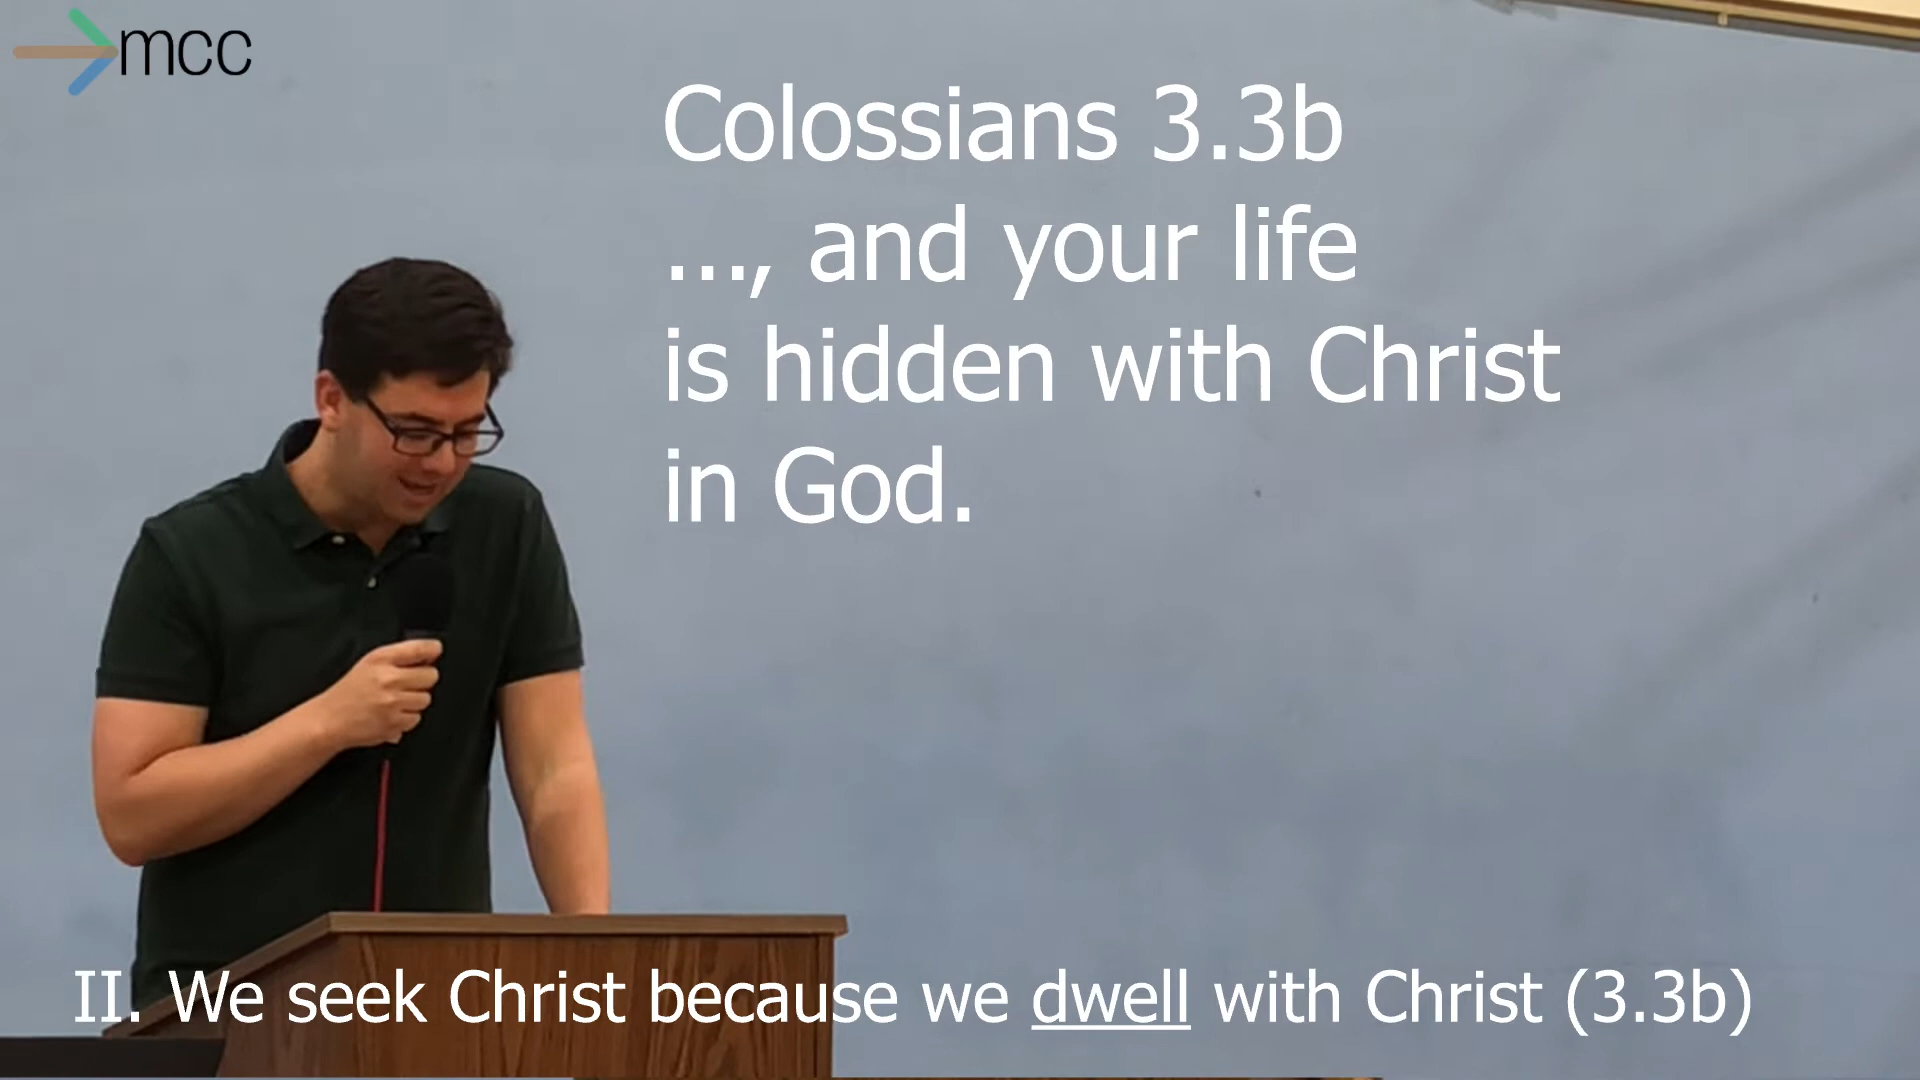 mcc
Colossians 3.3b
..., and your life
is hidden with Christ
in God.
II. We seek Christ because we dwell with Christ (3.3b)